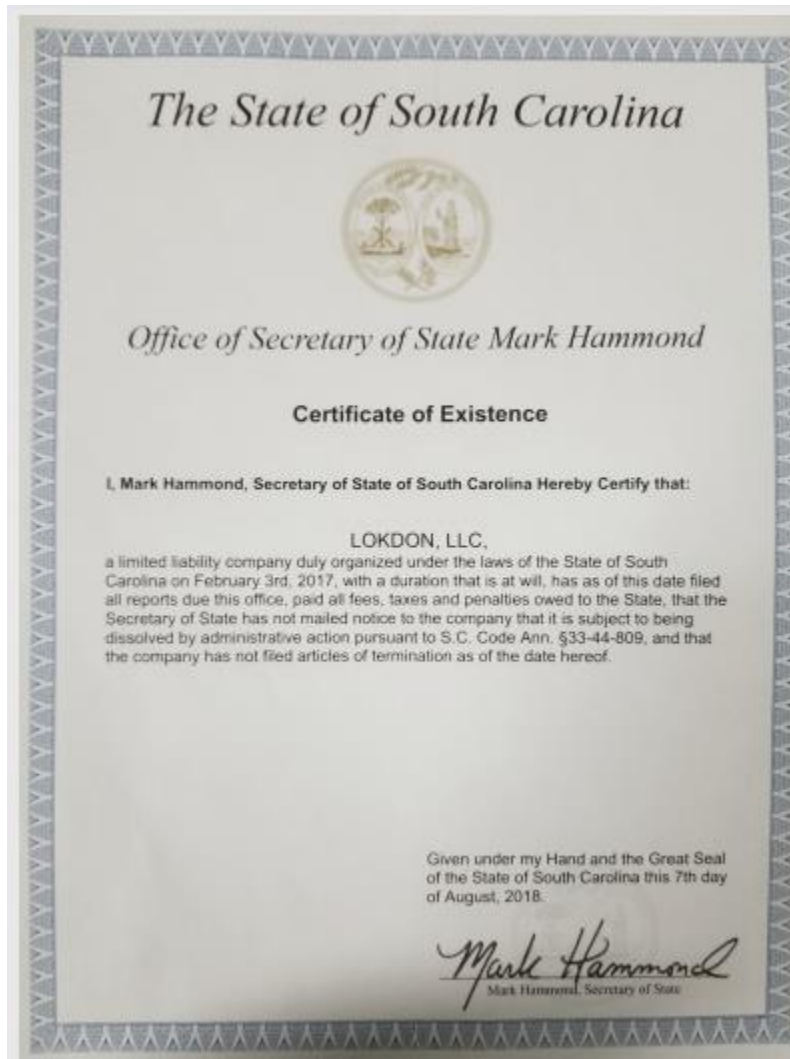 The State of South Carolina
Office of Secretary of State Mark Hammond
Certificate of Existence
I, Mark Hammond, Secretary of State of South Carolina Hereby Certify that:
LOKDON, LLC,
a limited liability company duly organized under the laws of the State of South
Carolina on February 3rd, 2017, with a duration that is at will, has as of this date filed
all reports due this office, paid all fees, taxes and penalties owed to the State, that the
Secretary of State has not mailed notice to the company that it is subject to being
dissolved by administrative action pursuant to S.C. Code Ann. §33-44-809, and that
the company has not filed articles of termination as of the date hereof.
Given under my Hand and the Great Seal
of the State of South Carolina this 7th day
of August, 2018.
Mark Hammond
Mark Hammond, Secretary of State